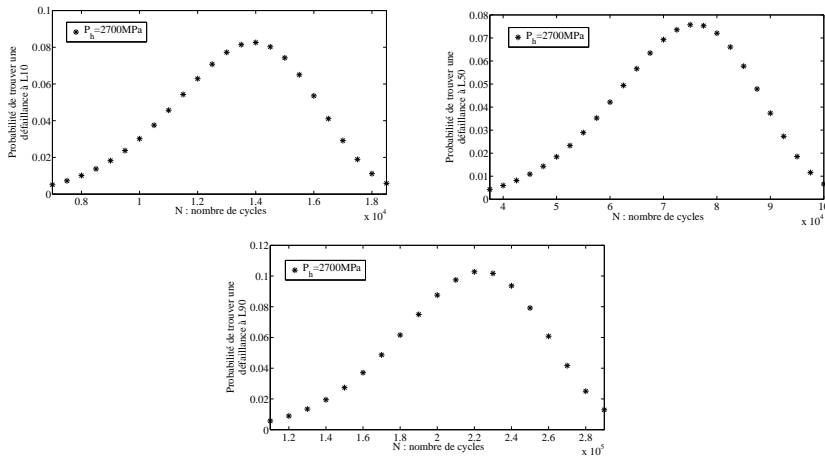 Probabilité de trouver une
défaillance à L10
0.1
0.08
0.06
0.04
0.02
0
P_h=2700MPa
0.8 1 1.2 1.4 1.6 1.8
x 10^4
N : nombre de cycles
Probabilité de trouver une
défaillance à L50
0.08
0.07
0.06
0.05
0.04
0.03
0.02
0.01
0
P_h=2700MPa
4 5 6 7 8 9 10
x 10^4
N : nombre de cycles
Probabilité de trouver une
défaillance à L90
0.12
0.1
0.08
0.06
0.04
0.02
0
P_h=2700MPa
1.2 1.4 1.6 1.8 2 2.2 2.4 2.6 2.8
x 10^5
N : nombre de cycles